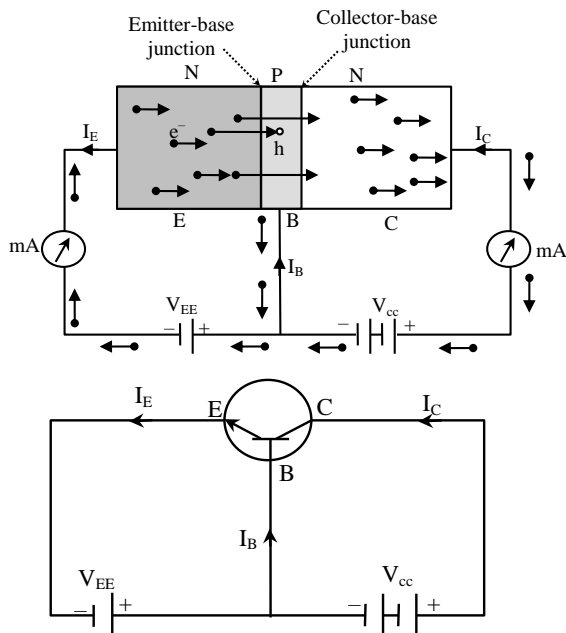 Emitter-base junction
Collector-base junction
N P N
I_E
e⁻
h
I_C
mA
E B C
mA
I_B
V_EE
V_cc
− +
− +
I_E
E C
I_C
B
I_B
V_EE
V_cc
− +
− +